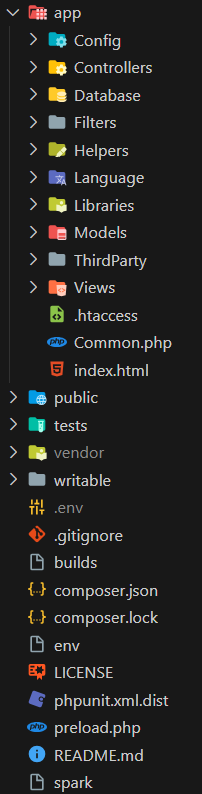 app
Config
Controllers
Database
Filters
Helpers
Language
Libraries
Models
ThirdParty
Views
.htaccess
Common.php
index.html
public
tests
vendor
writable
.env
.gitignore
builds
composer.json
composer.lock
env
LICENSE
phpunit.xml.dist
preload.php
README.md
spark